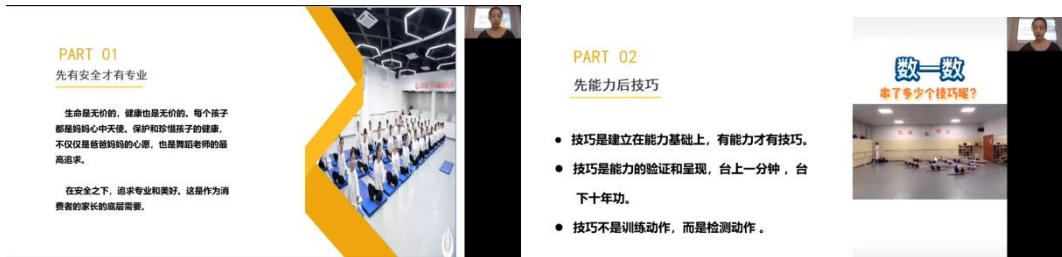 PART 01
先有安全才有专业
生命是无价的，健康也是无价的。每个孩子
都是妈妈心中天使。保护和珍惜孩子的健康，
不仅仅是爸爸妈妈的心愿，也是舞蹈老师的最
高追求。
在安全之下，追求专业和美好。这是作为消
费者的家长的底层需要。
PART 02
先能力后技巧
● 技巧是建立在能力基础上，有能力才有技巧。
● 技巧是能力的验证和呈现，台上一分钟 ，台
下十年功。
● 技巧不是训练动作，而是检测动作 。
数一数
串了多少个技巧呢？